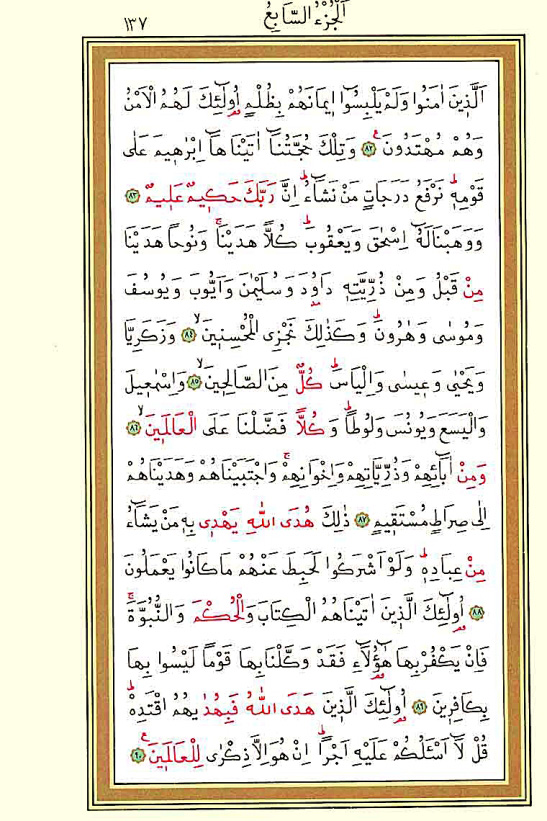 اَلْجُزْءُ السَّابِعُ
١٣٧
اَلَّذٖينَ اٰمَنُوا وَلَمْ يَلْبِسُٓوا اٖيمَانَهُمْ بِظُلْمٍ اُو۬لٰٓئِكَ لَهُمُ الْاَمْنُ
وَهُمْ مُهْتَدُونَࣖ ﴿٨٢﴾ وَتِلْكَ حُجَّتُنَٓا اٰتَيْنَاهَٓا اِبْرٰهٖيمَ عَلٰى
قَوْمِهٖؕ نَرْفَعُ دَرَجَاتٍ مَنْ نَشَٓاءُؕ اِنَّ رَبَّكَ حَكٖيمٌ عَلٖيمٌ ﴿٨٣﴾
وَوَهَبْنَا لَهُٓ اِسْحٰقَ وَيَعْقُوبَؕ كُلًّا هَدَيْنَاۚ وَنُوحًا هَدَيْنَا
مِنْ قَبْلُ وَمِنْ ذُرِّيَّتِهٖ دَاوُ۫دَ وَسُلَيْمٰنَ وَاَيُّوبَ وَيُوسُفَ
وَمُوسٰى وَهٰرُونَؕ وَكَذٰلِكَ نَجْزِي الْمُحْسِنٖينَۙ ﴿٨٤﴾ وَزَكَرِيَّا
وَيَحْيٰى وَعٖيسٰى وَاِلْيَاسَؕ كُلٌّ مِنَ الصَّالِحٖينَۙ ﴿٨٥﴾ وَاِسْمٰعٖيلَ
وَالْيَسَعَ وَيُونُسَ وَلُوطًاؕ وَكُلًّا فَضَّلْنَا عَلَى الْعَالَمٖينَۙ ﴿٨٦﴾
وَمِنْ اٰبَٓائِهِمْ وَذُرِّيَّاتِهِمْ وَاِخْوَانِهِمْۚ وَاجْتَبَيْنَاهُمْ وَهَدَيْنَاهُمْ
اِلٰى صِرَاطٍ مُسْتَقٖيمٍ ﴿٨٧﴾ ذٰلِكَ هُدَى اللّٰهِ يَهْدٖي بِهٖ مَنْ يَشَٓاءُ
مِنْ عِبَادِهٖؕ وَلَوْ اَشْرَكُوا لَحَبِطَ عَنْهُمْ مَا كَانُوا يَعْمَلُونَ
﴿٨٨﴾ اُو۬لٰٓئِكَ الَّذٖينَ اٰتَيْنَاهُمُ الْكِتَابَ وَالْحُكْمَ وَالنُّبُوَّةَۚ
فَاِنْ يَكْفُرْ بِهَا هٰٓؤُ۬لَٓاءِ فَقَدْ وَكَّلْنَا بِهَا قَوْمًا لَيْسُوا بِهَا
بِكَافِرٖينَ ﴿٨٩﴾ اُو۬لٰٓئِكَ الَّذٖينَ هَدَى اللّٰهُ فَبِهُدٰيهُمُ اقْتَدِهْؕ
قُلْ لَٓا اَسْـَٔلُكُمْ عَلَيْهِ اَجْرًاؕ اِنْ هُوَ اِلَّا ذِكْرٰى لِلْعَالَمٖينَࣖ ﴿٩٠﴾